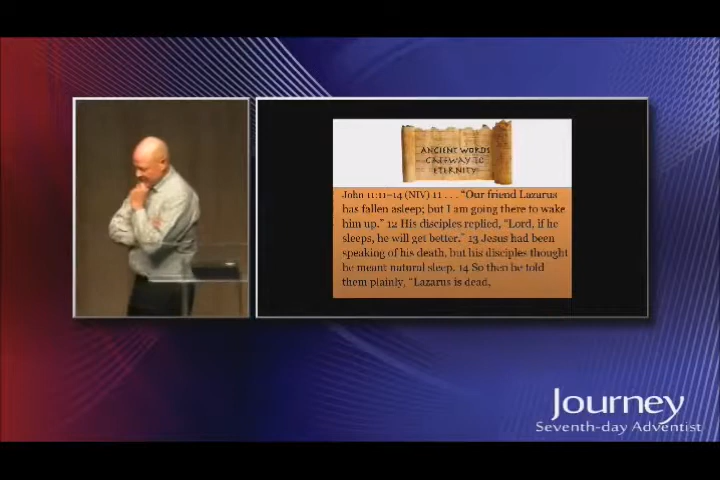 ANCIENT WORDS
GATEWAY TO
ETERNITY
John 11:11–14 (NIV) 11 . . . “Our friend Lazarus
has fallen asleep; but I am going there to wake
him up.” 12 His disciples replied, “Lord, if he
sleeps, he will get better.” 13 Jesus had been
speaking of his death, but his disciples thought
he meant natural sleep. 14 So then he told
them plainly, “Lazarus is dead,
Journey
Seventh-day Adventist